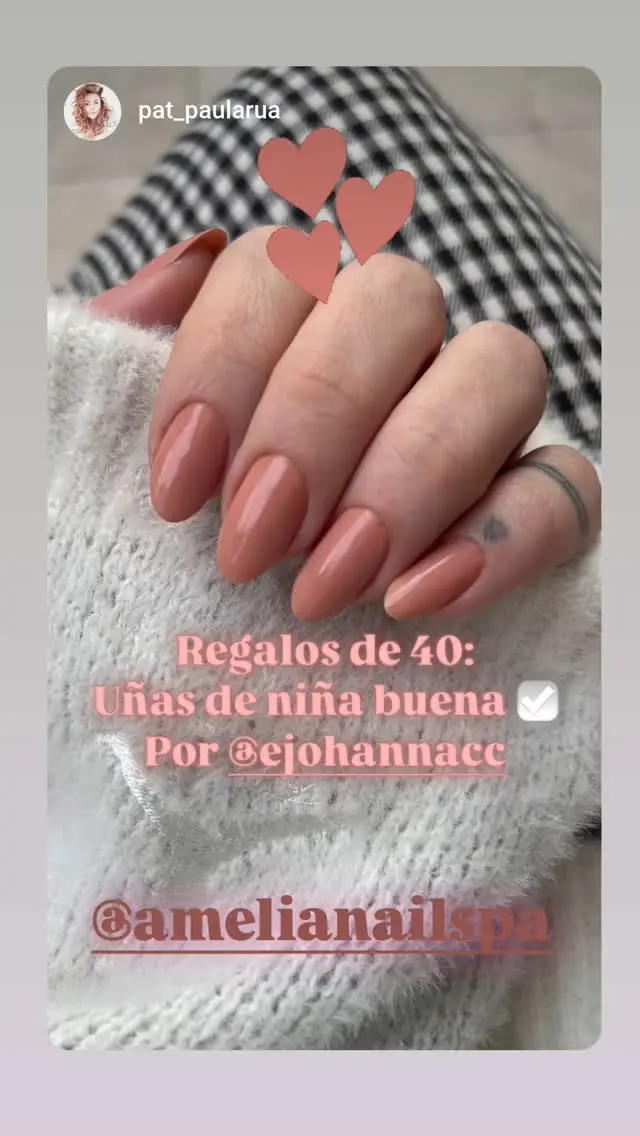 pat_paularua
Regalos de 40:
Uñas de niña buena ✅
Por @ejohannacc
@amelianailspa